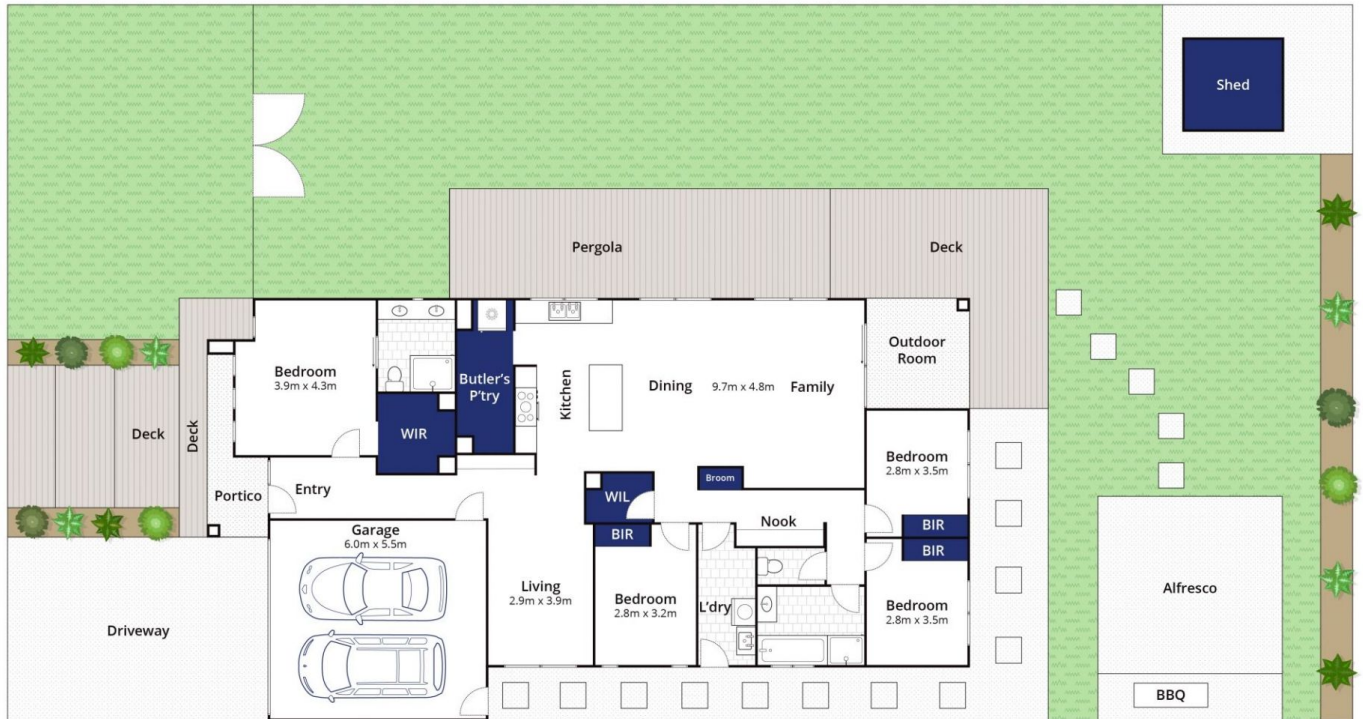 Shed
Pergola
Deck
Outdoor
Room
Bedroom
3.9m x 4.3m
Butler's
P'try
Kitchen
Dining
9.7m x 4.8m
Family
WIR
Deck
Deck
Portico
Entry
WIL
Broom
Nook
Bedroom
2.8m x 3.5m
BIR
BIR
Bedroom
2.8m x 3.5m
Garage
6.0m x 5.5m
Living
2.9m x 3.9m
BIR
Bedroom
2.8m x 3.2m
L'dry
Driveway
Alfresco
BBQ